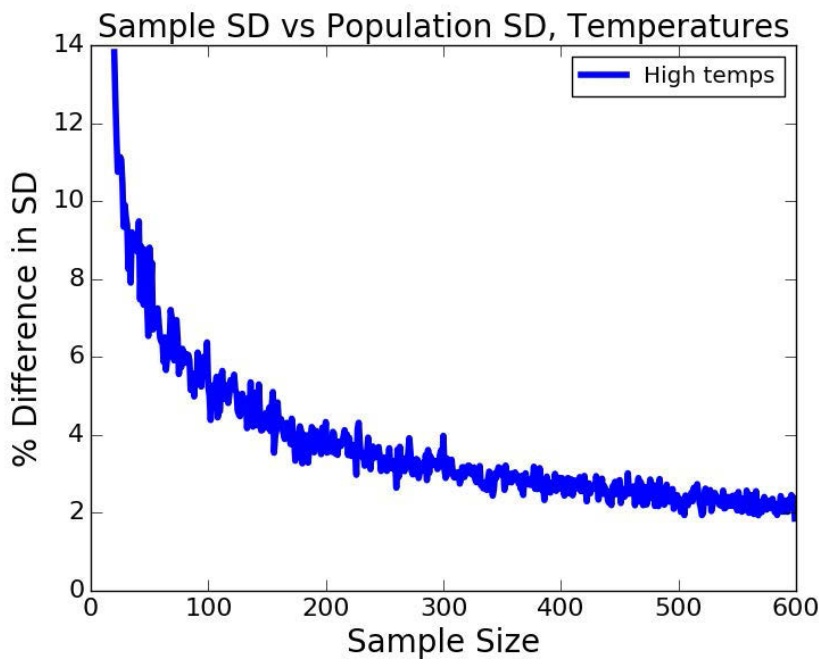 Sample SD vs Population SD, Temperatures
High temps
% Difference in SD
14
12
10
8
6
4
2
0
0 100 200 300 400 500 600
Sample Size